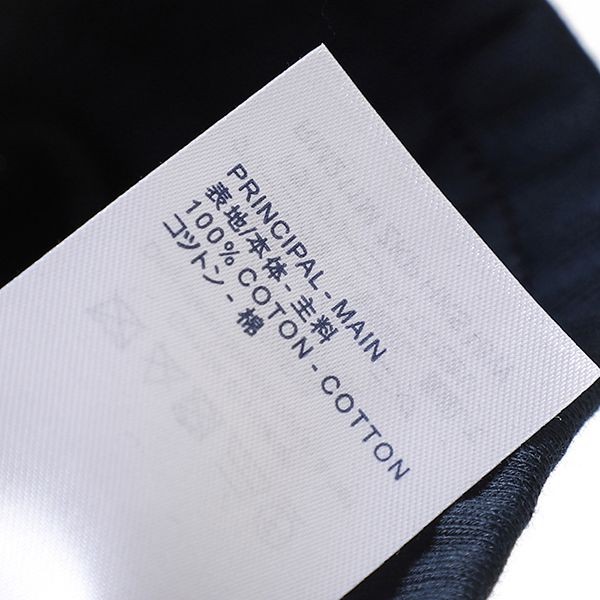 PRINCIPAL - MAIN
表地/本体 - 主料
100% COTON - COTTON
コットン - 棉